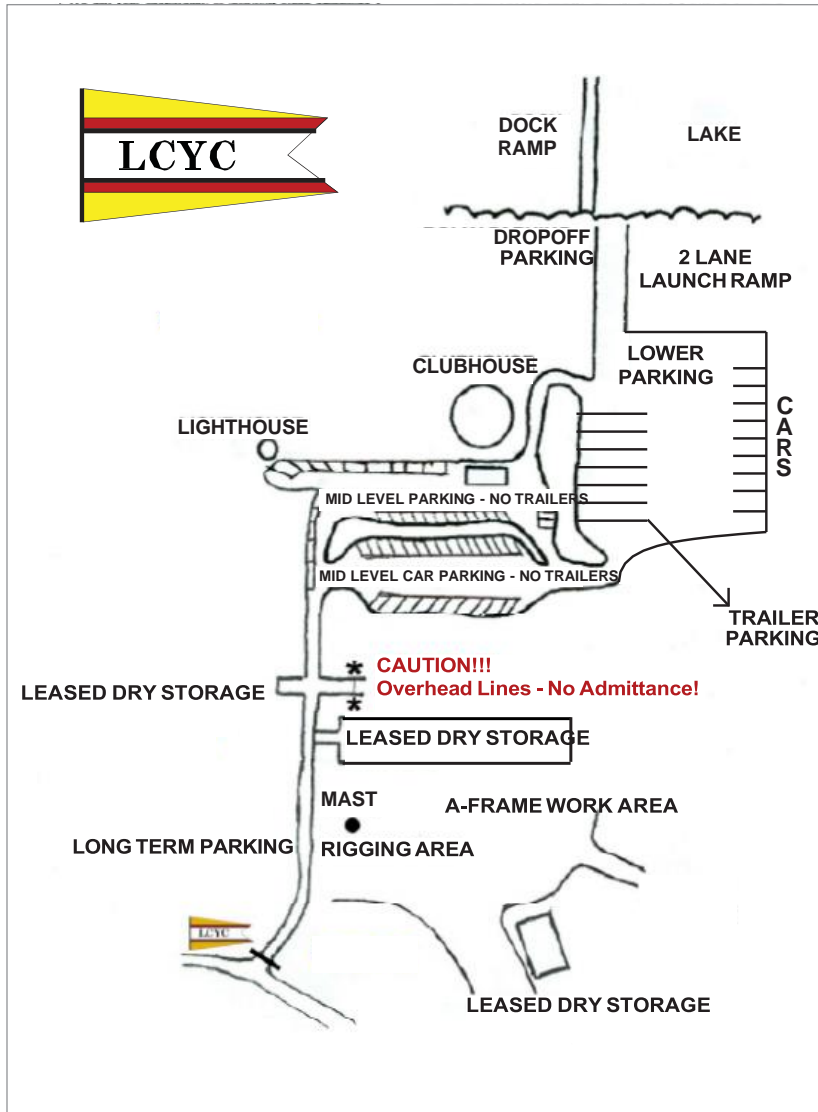 LCYC
DOCK
RAMP
LAKE
DROPOFF
PARKING
2 LANE
LAUNCH RAMP
CLUBHOUSE
LOWER
PARKING
CARS
LIGHTHOUSE
MID LEVEL PARKING - NO TRAILERS
MID LEVEL CAR PARKING - NO TRAILERS
TRAILER
PARKING
* CAUTION!!!
Overhead Lines - No Admittance!
*
LEASED DRY STORAGE
LEASED DRY STORAGE
MAST
RIGGING AREA
A-FRAME WORK AREA
LONG TERM PARKING
LCYC
LEASED DRY STORAGE